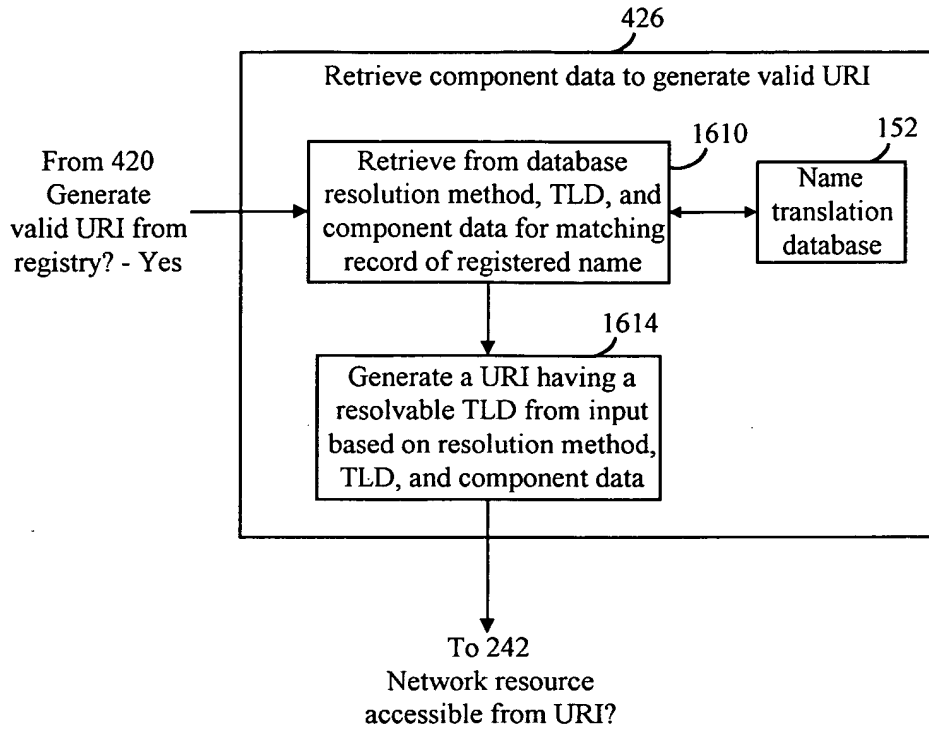 426
Retrieve component data to generate valid URI
From 420
Generate
valid URI from
registry? - Yes
1610
Retrieve from database
resolution method, TLD, and
component data for matching
record of registered name
152
Name
translation
database
1614
Generate a URI having a
resolvable TLD from input
based on resolution method,
TLD, and component data
To 242
Network resource
accessible from URI?